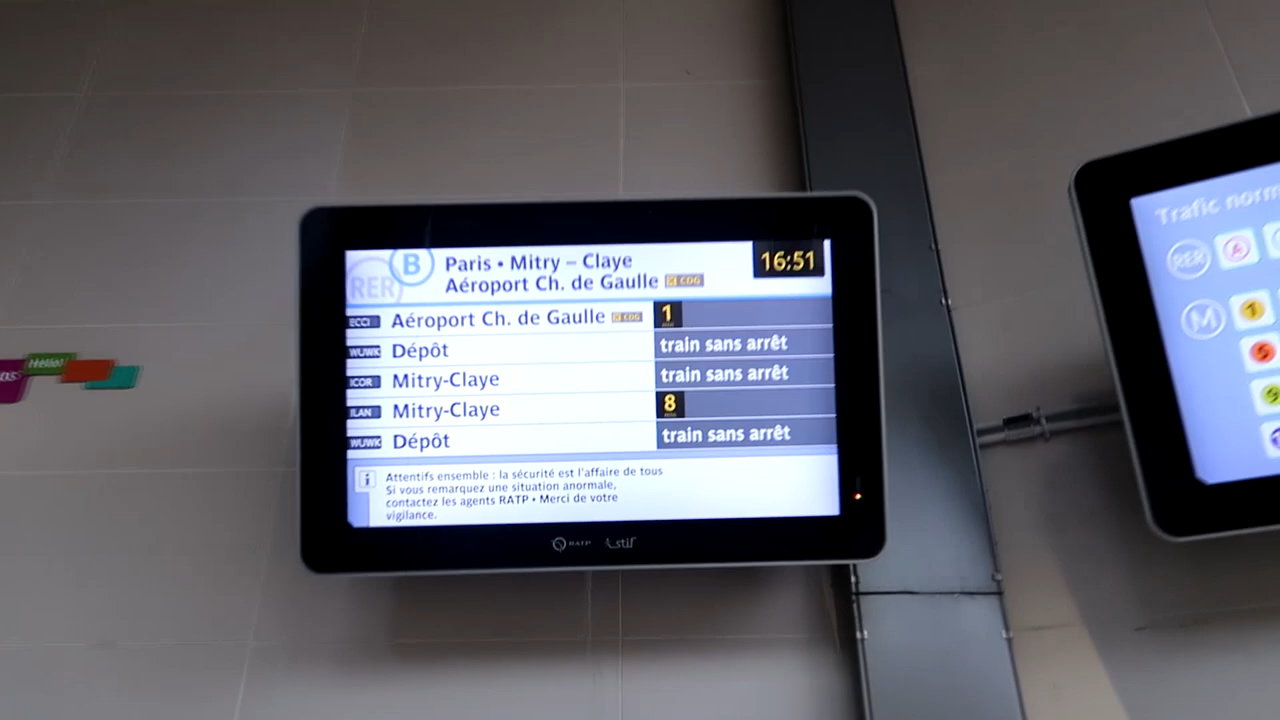 RER B Paris • Mitry – Claye 16:51
Aéroport Ch. de Gaulle CDG
ECCI Aéroport Ch. de Gaulle CDG 1
WUWK Dépôt train sans arrêt
ICOR Mitry-Claye train sans arrêt
ILAN Mitry-Claye 8
WUWK Dépôt train sans arrêt
i Attentifs ensemble : la sécurité est l'affaire de tous
Si vous remarquez une situation anormale,
contactez les agents RATP • Merci de votre
vigilance.
RATP stif
Hello!
Trafic norm
RER A
M 1
5